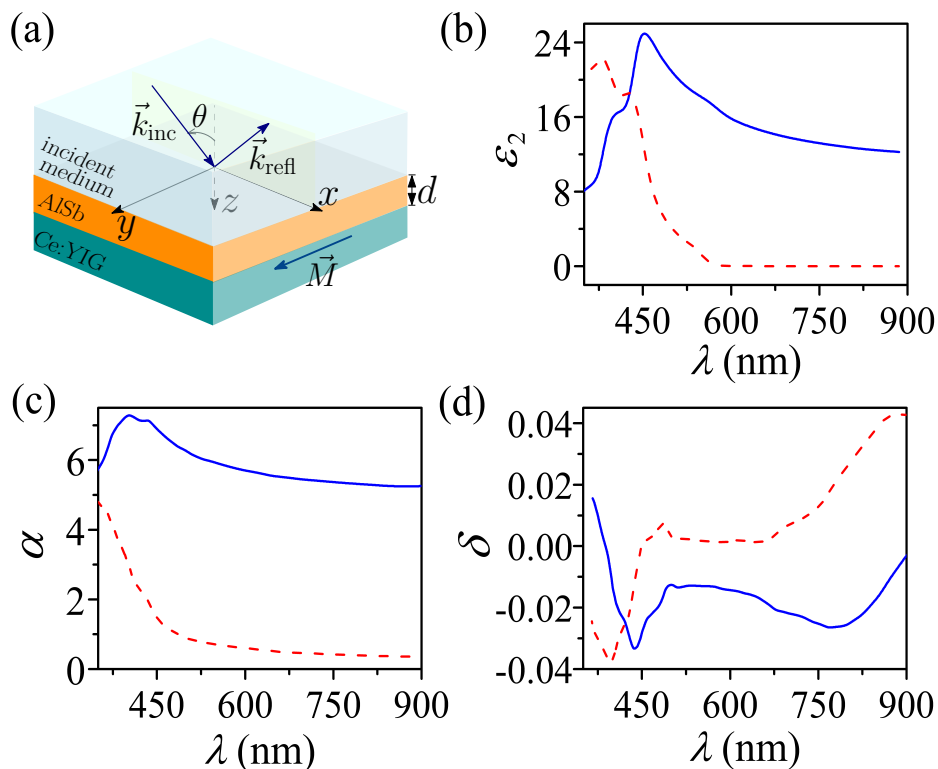 (a)
θ
k⃗inc
k⃗refl
incident
medium
AlSb
Ce:YIG
x
y
z
d
M⃗
(b)
24
16
8
0
ε₂
450 600 750 900
λ (nm)
(c)
6
4
2
0
α
450 600 750 900
λ (nm)
(d)
0.04
0.02
0.00
-0.02
-0.04
δ
450 600 750 900
λ (nm)